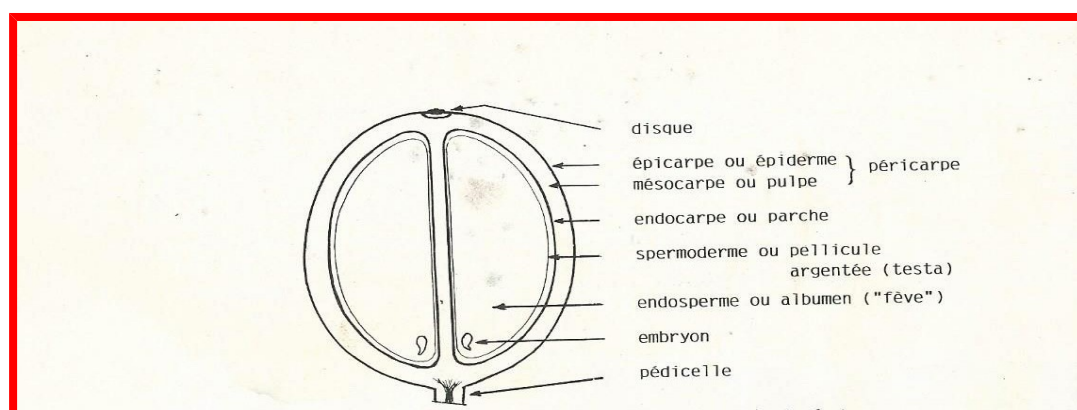 disque
épicarpe ou épiderme } péricarpe
mésocarpe ou pulpe
endocarpe ou parche
spermoderme ou pellicule
argentée (testa)
endosperme ou albumen ("fève")
embryon
pédicelle